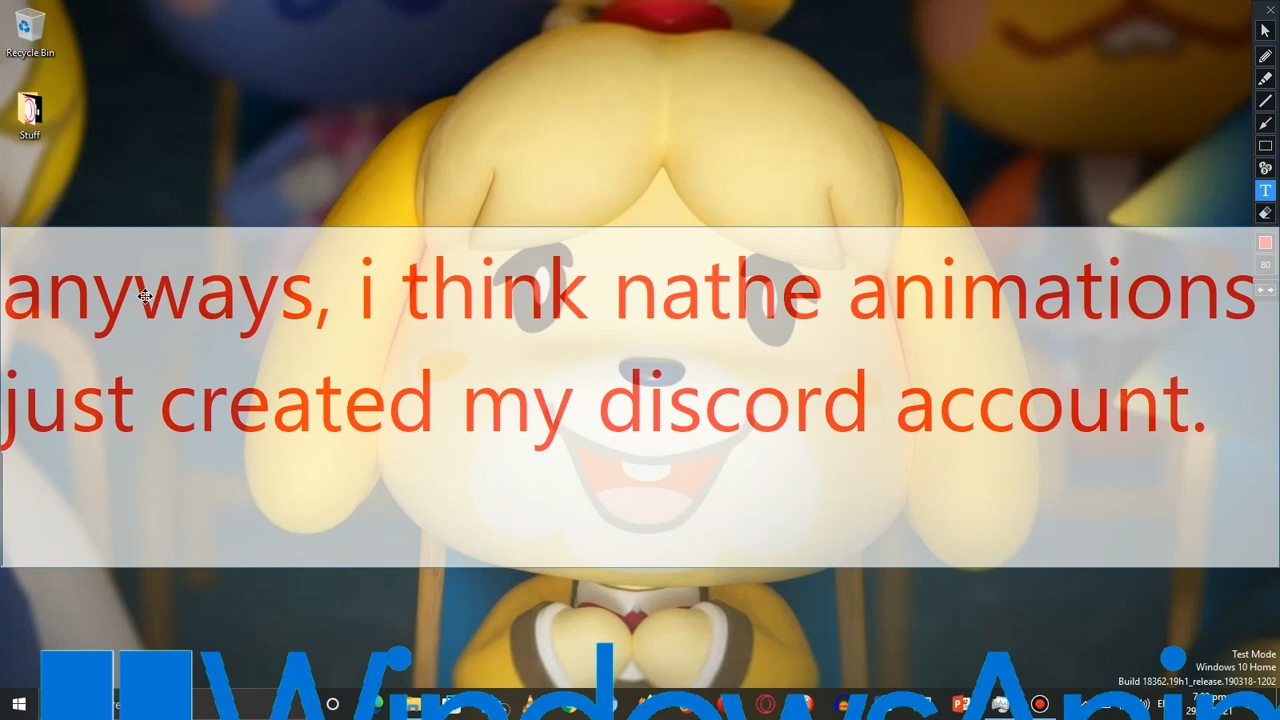 Recycle Bin
Stuff
anyways, i think nathe animations
just created my discord account.
T
80
Test Mode
Windows 10 Home
Build 18362.19h1_release.190318-1202